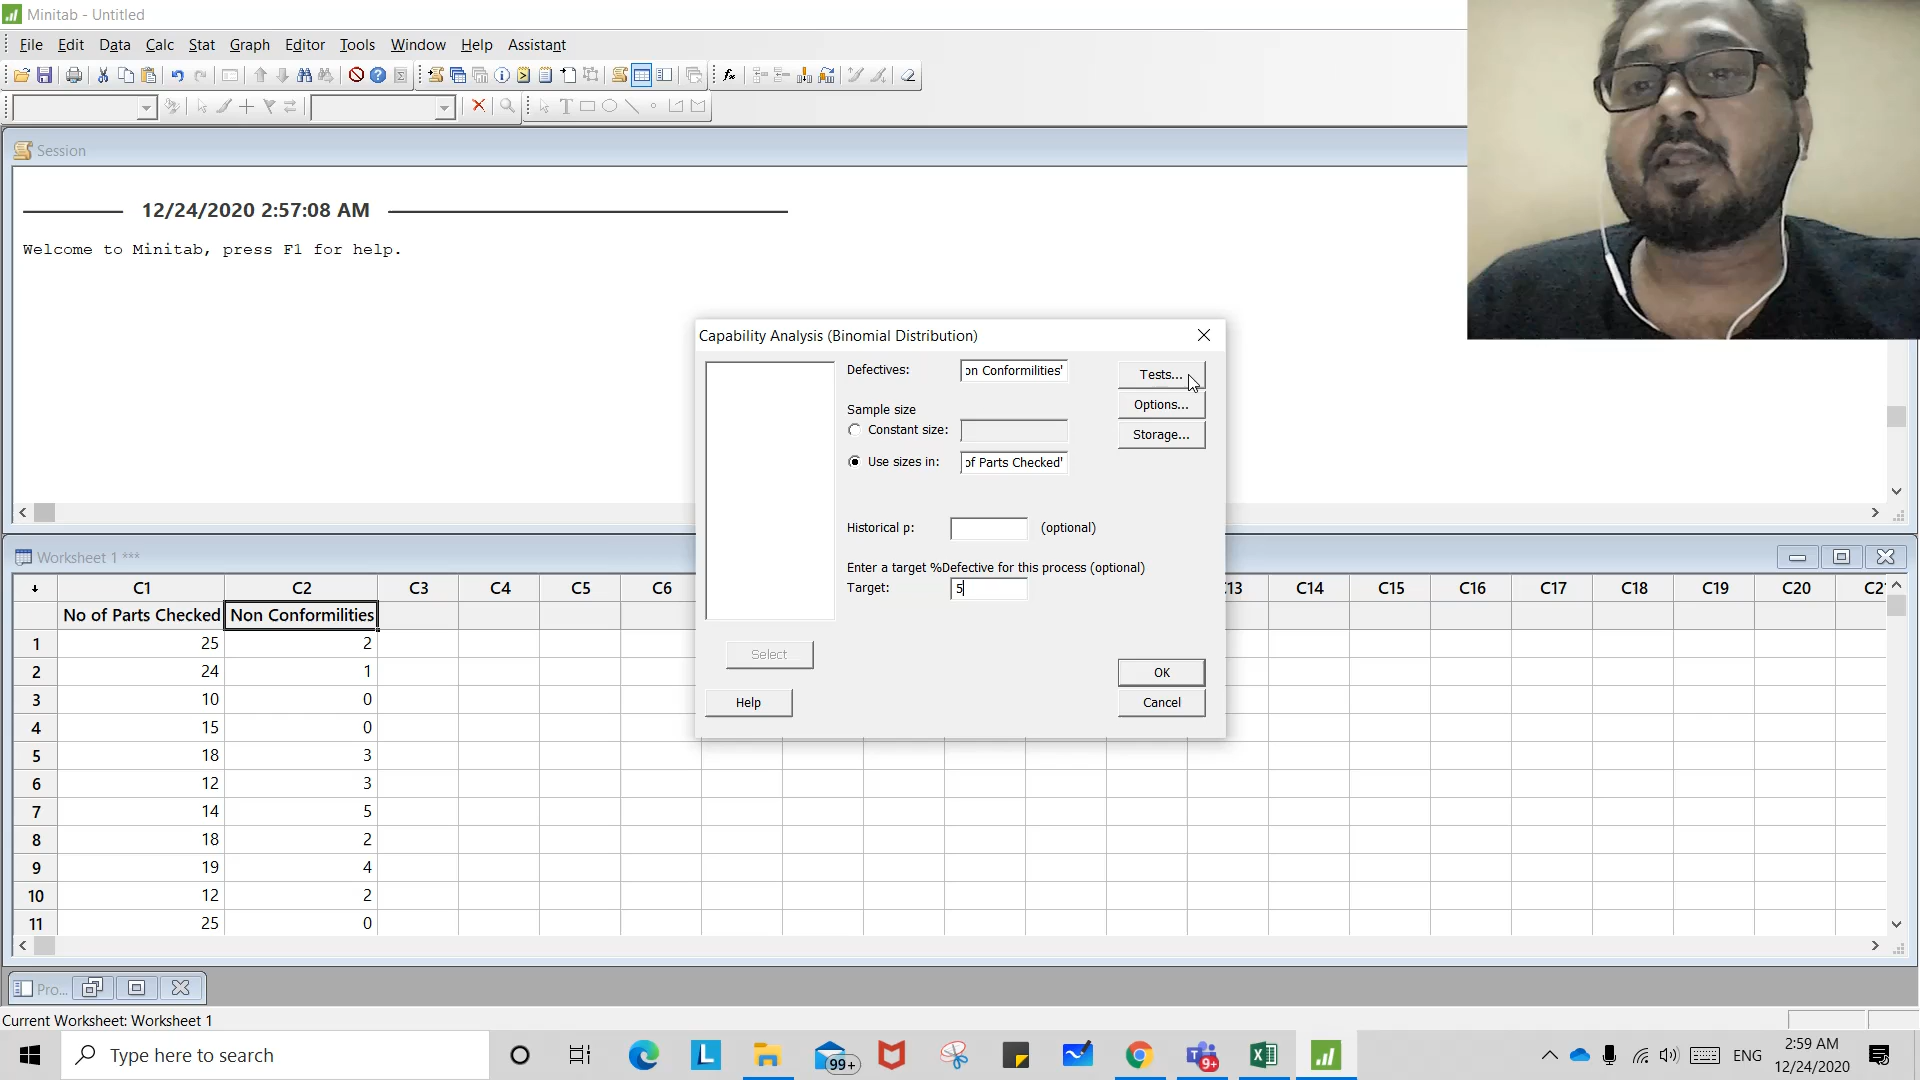 Minitab - Untitled
File Edit Data Calc Stat Graph Editor Tools Window Help Assistant
Session
12/24/2020 2:57:08 AM
Welcome to Minitab, press F1 for help.
Capability Analysis (Binomial Distribution)
Defectives: on Conformilities'
Tests...
Sample size
Options...
Constant size:
Storage...
Use sizes in: of Parts Checked'
Historical p: (optional)
Enter a target %Defective for this process (optional)
Target: 5
Select
OK
Help
Cancel
Worksheet 1 ***
C1 C2 C3 C4 C5 C6 C13 C14 C15 C16 C17 C18 C19 C20 C21
No of Parts Checked Non Conformilities
1 25 2
2 24 1
3 10 0
4 15 0
5 18 3
6 12 3
7 14 5
8 18 2
9 19 4
10 12 2
11 25 0
Pro...
Current Worksheet: Worksheet 1
Type here to search
99+
9+
ENG
2:59 AM
12/24/2020